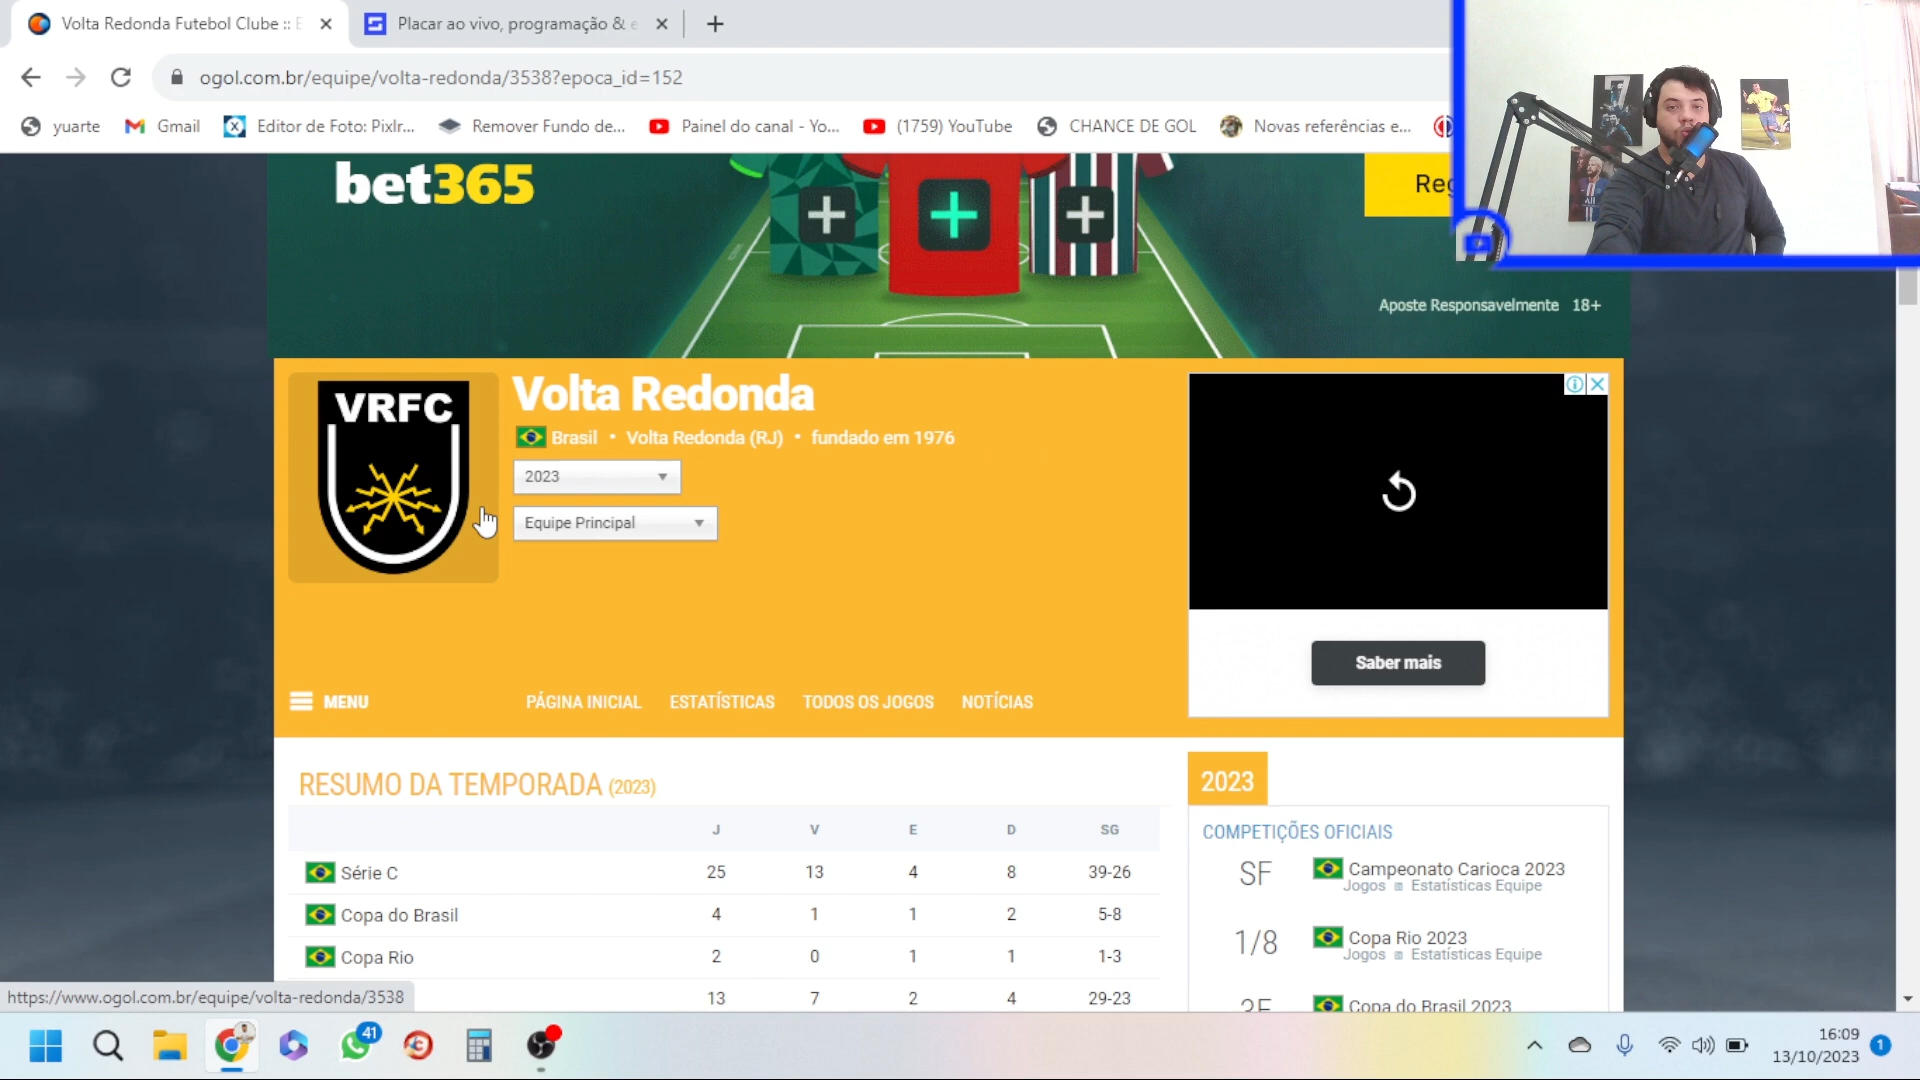 Volta Redonda Futebol Clube :: E
Placar ao vivo, programação & e
ogol.com.br/equipe/volta-redonda/3538?epoca_id=152
yuarte
Gmail
Editor de Foto: Pixlr...
Remover Fundo de...
Painel do canal - Yo...
(1759) YouTube
CHANCE DE GOL
Novas referências e...
bet365
Reg
7
Aposte Responsavelmente 18+
VRFC
Volta Redonda
Brasil • Volta Redonda (RJ) • fundado em 1976
2023
Equipe Principal
Saber mais
MENU
PÁGINA INICIAL
ESTATÍSTICAS
TODOS OS JOGOS
NOTÍCIAS
RESUMO DA TEMPORADA (2023)
J V E D SG
Série C 25 13 4 8 39-26
Copa do Brasil 4 1 1 2 5-8
Copa Rio 2 0 1 1 1-3
13 7 2 4 29-23
2023
COMPETIÇÕES OFICIAIS
SF Campeonato Carioca 2023
Jogos Estatísticas Equipe
1/8 Copa Rio 2023
Jogos Estatísticas Equipe
Copa do Brasil 2023
https://www.ogol.com.br/equipe/volta-redonda/3538
41
16:09
13/10/2023
1